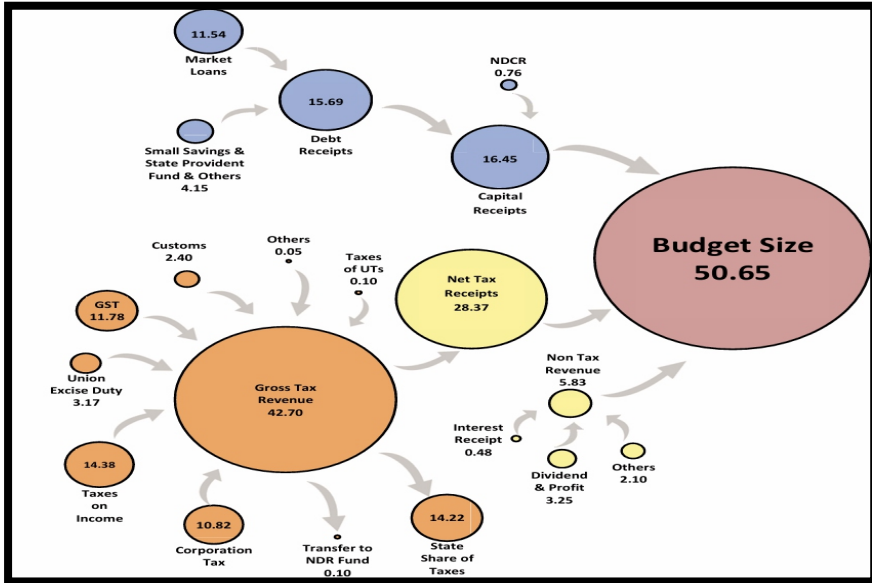 11.54
Market
Loans
15.69
Debt
Receipts
Small Savings &
State Provident
Fund & Others
4.15
NDCR
0.76
16.45
Capital
Receipts
Budget Size
50.65
Customs
2.40
Others
0.05
Taxes
of UTs
0.10
Net Tax
Receipts
28.37
GST
11.78
Union
Excise Duty
3.17
Gross Tax
Revenue
42.70
Non Tax
Revenue
5.83
Interest
Receipt
0.48
Dividend
& Profit
3.25
Others
2.10
14.38
Taxes
on
Income
10.82
Corporation
Tax
Transfer to
NDR Fund
0.10
14.22
State
Share of
Taxes